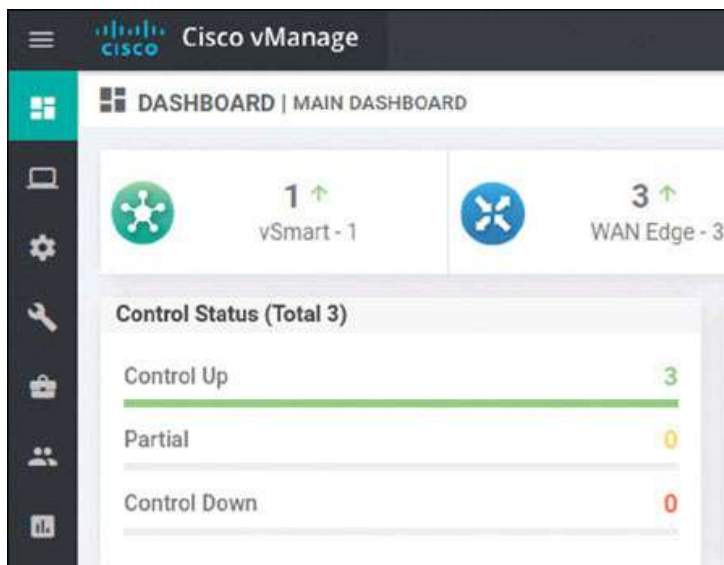 CISCO Cisco vManage
DASHBOARD | MAIN DASHBOARD
1
vSmart - 1
3
WAN Edge - 3
Control Status (Total 3)
Control Up 3
Partial 0
Control Down 0